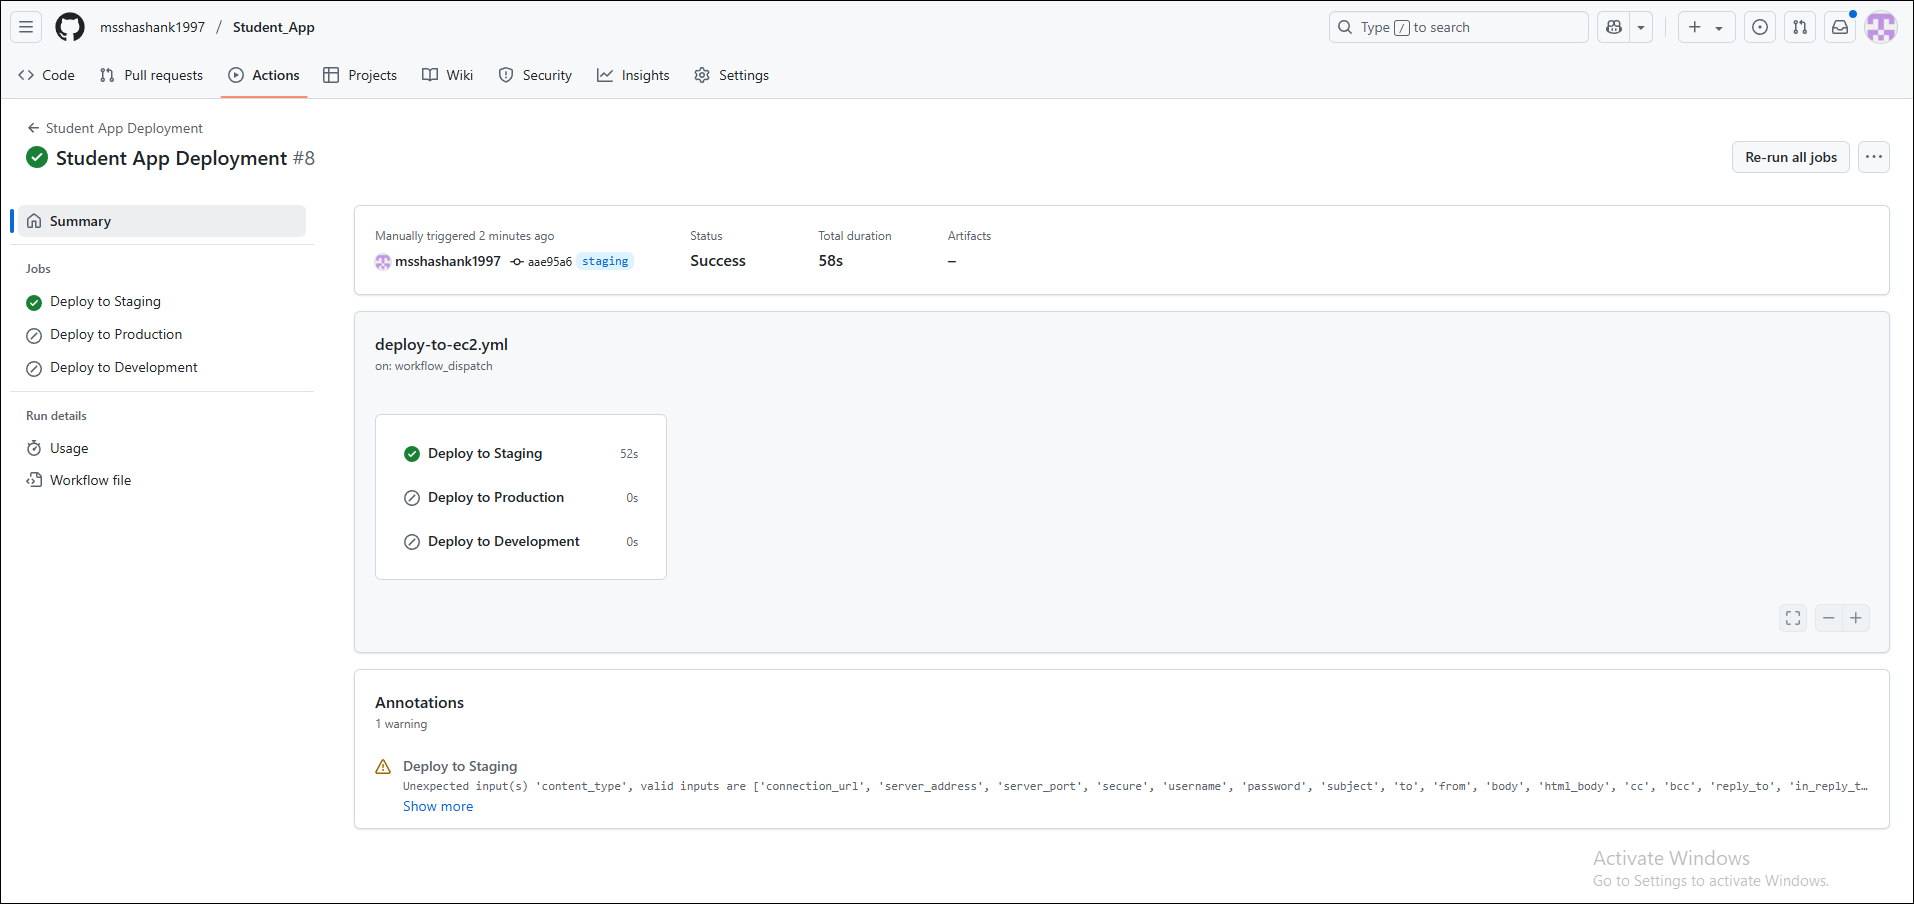 msshashank1997 / Student_App
Type / to search
Code
Pull requests
Actions
Projects
Wiki
Security
Insights
Settings
Student App Deployment
Student App Deployment #8
Re-run all jobs
Summary
Jobs
Deploy to Staging
Deploy to Production
Deploy to Development
Run details
Usage
Workflow file
Manually triggered 2 minutes ago
msshashank1997 aae95a6 staging
Status
Success
Total duration
58s
Artifacts
–
deploy-to-ec2.yml
on: workflow_dispatch
Deploy to Staging 52s
Deploy to Production 0s
Deploy to Development 0s
Annotations
1 warning
Deploy to Staging
Unexpected input(s) 'content_type', valid inputs are ['connection_url', 'server_address', 'server_port', 'secure', 'username', 'password', 'subject', 'to', 'from', 'body', 'html_body', 'cc', 'bcc', 'reply_to', 'in_reply_t…
Show more
Activate Windows
Go to Settings to activate Windows.